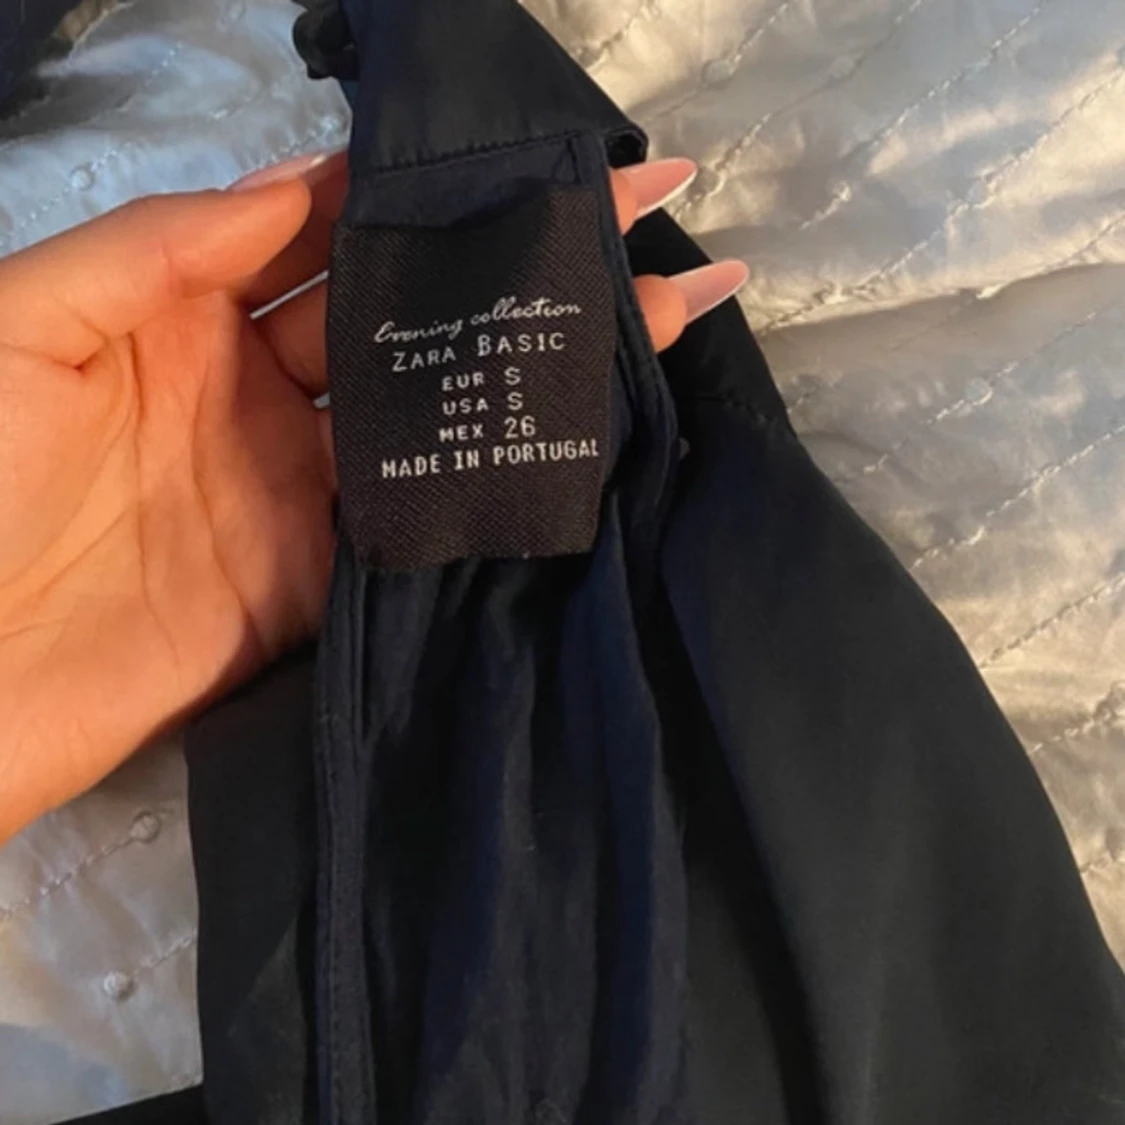 Evening collection
ZARA BASIC
EUR S
USA S
MEX 26
MADE IN PORTUGAL